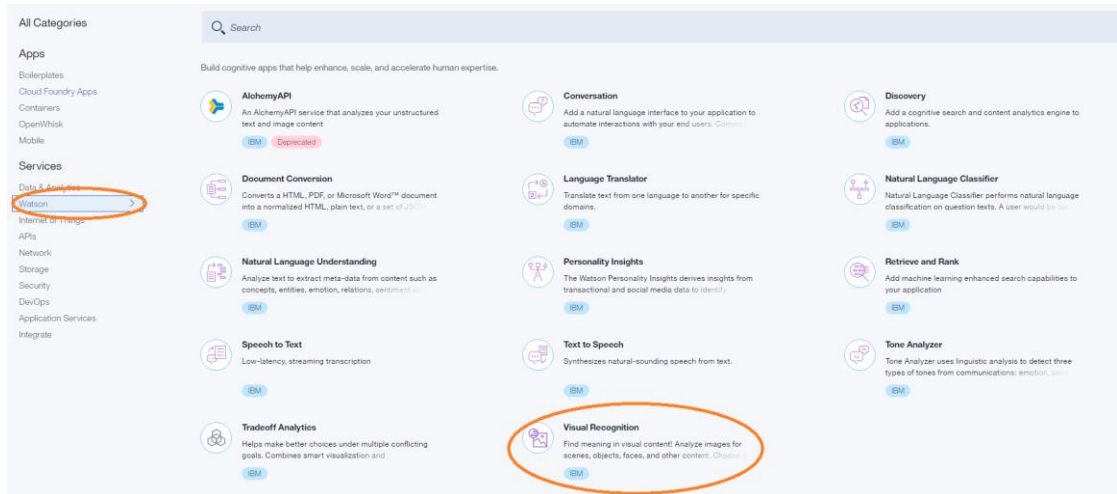 All Categories
Search
Apps
Boilerplates
Cloud Foundry Apps
Containers
OpenWhisk
Mobile
Services
Data & Analytics
Watson
Internet of Things
APIs
Network
Storage
Security
DevOps
Application Services
Integrate
Build cognitive apps that help enhance, scale, and accelerate human expertise.
AlchemyAPI
An AlchemyAPI service that analyzes your unstructured
text and image content
IBM Deprecated
Conversation
Add a natural language interface to your application to
automate interactions with your end users.
IBM
Discovery
Add a cognitive search and content analytics engine to
applications.
IBM
Document Conversion
Converts a HTML, PDF, or Microsoft Word™ document
into a normalized HTML, plain text, or a set of
IBM
Language Translator
Translate text from one language to another for specific
domains.
IBM
Natural Language Classifier
Natural Language Classifier performs natural language
classification on question texts. A user would be
IBM
Natural Language Understanding
Analyze text to extract meta-data from content such as
concepts, entities, emotion, relations, sentiment
IBM
Personality Insights
The Watson Personality Insights derives insights from
transactional and social media data to identify
IBM
Retrieve and Rank
Add machine learning enhanced search capabilities to
your application
IBM
Speech to Text
Low-latency, streaming transcription
IBM
Text to Speech
Synthesizes natural-sounding speech from text.
IBM
Tone Analyzer
Tone Analyzer uses linguistic analysis to detect three
types of tones from communications: emotion,
IBM
Tradeoff Analytics
Helps make better choices under multiple conflicting
goals. Combines smart visualization and
IBM
Visual Recognition
Find meaning in visual content! Analyze images for
scenes, objects, faces, and other content.
IBM